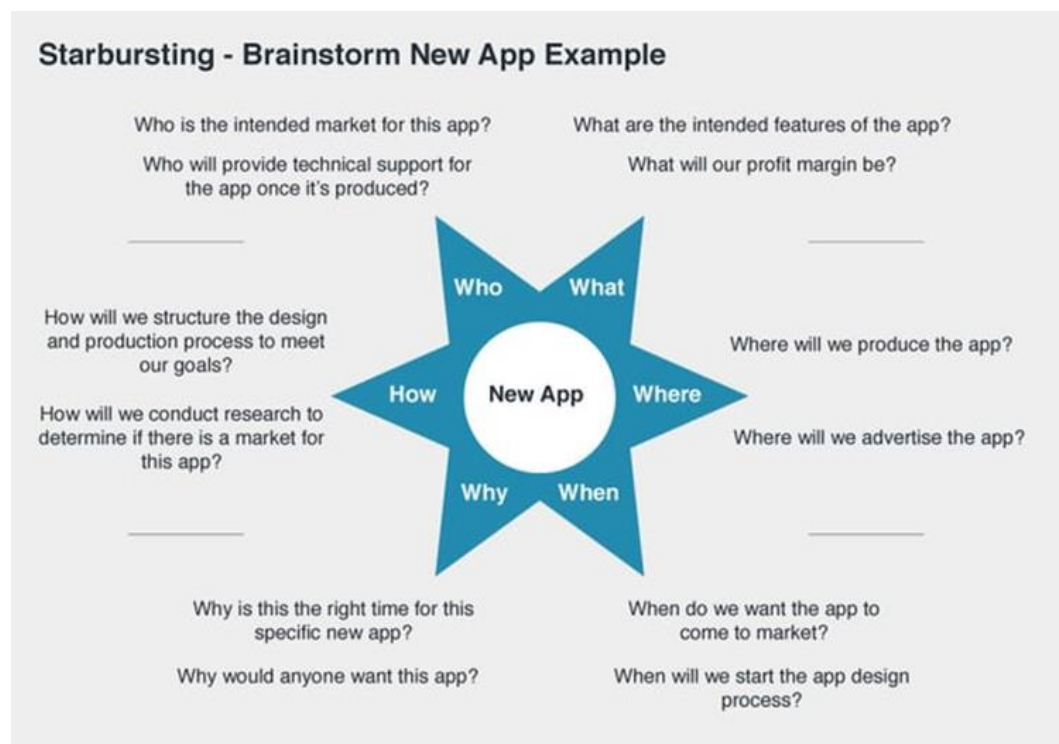 Starbursting - Brainstorm New App Example
Who is the intended market for this app?
Who will provide technical support for
the app once it's produced?
What are the intended features of the app?
What will our profit margin be?
Who
What
How will we structure the design
and production process to meet
our goals?
How will we conduct research to
determine if there is a market for
this app?
How
New App
Where
Where will we produce the app?
Where will we advertise the app?
Why
When
Why is this the right time for this
specific new app?
Why would anyone want this app?
When do we want the app to
come to market?
When will we start the app design
process?